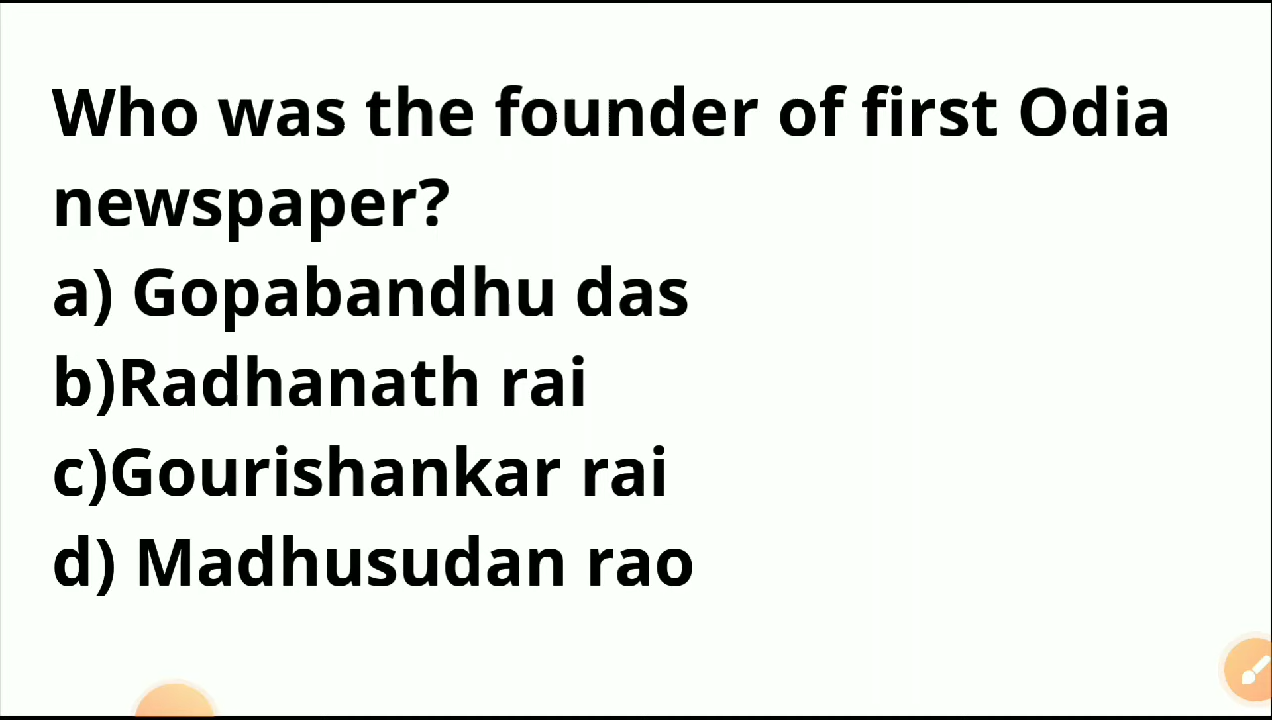 Who was the founder of first Odia
newspaper?
a) Gopabandhu das
b)Radhanath rai
c)Gourishankar rai
d) Madhusudan rao